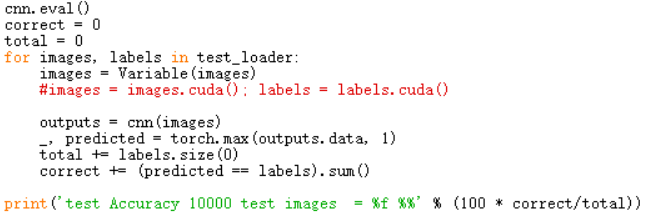 cnn.eval()
correct = 0
total = 0
for images, labels in test_loader:
    images = Variable(images)
    #images = images.cuda(); labels = labels.cuda()
    outputs = cnn(images)
    _, predicted = torch.max(outputs.data, 1)
    total += labels.size(0)
    correct += (predicted == labels).sum()
print('test Accuracy 10000 test images  = %f %%' % (100 * correct/total))